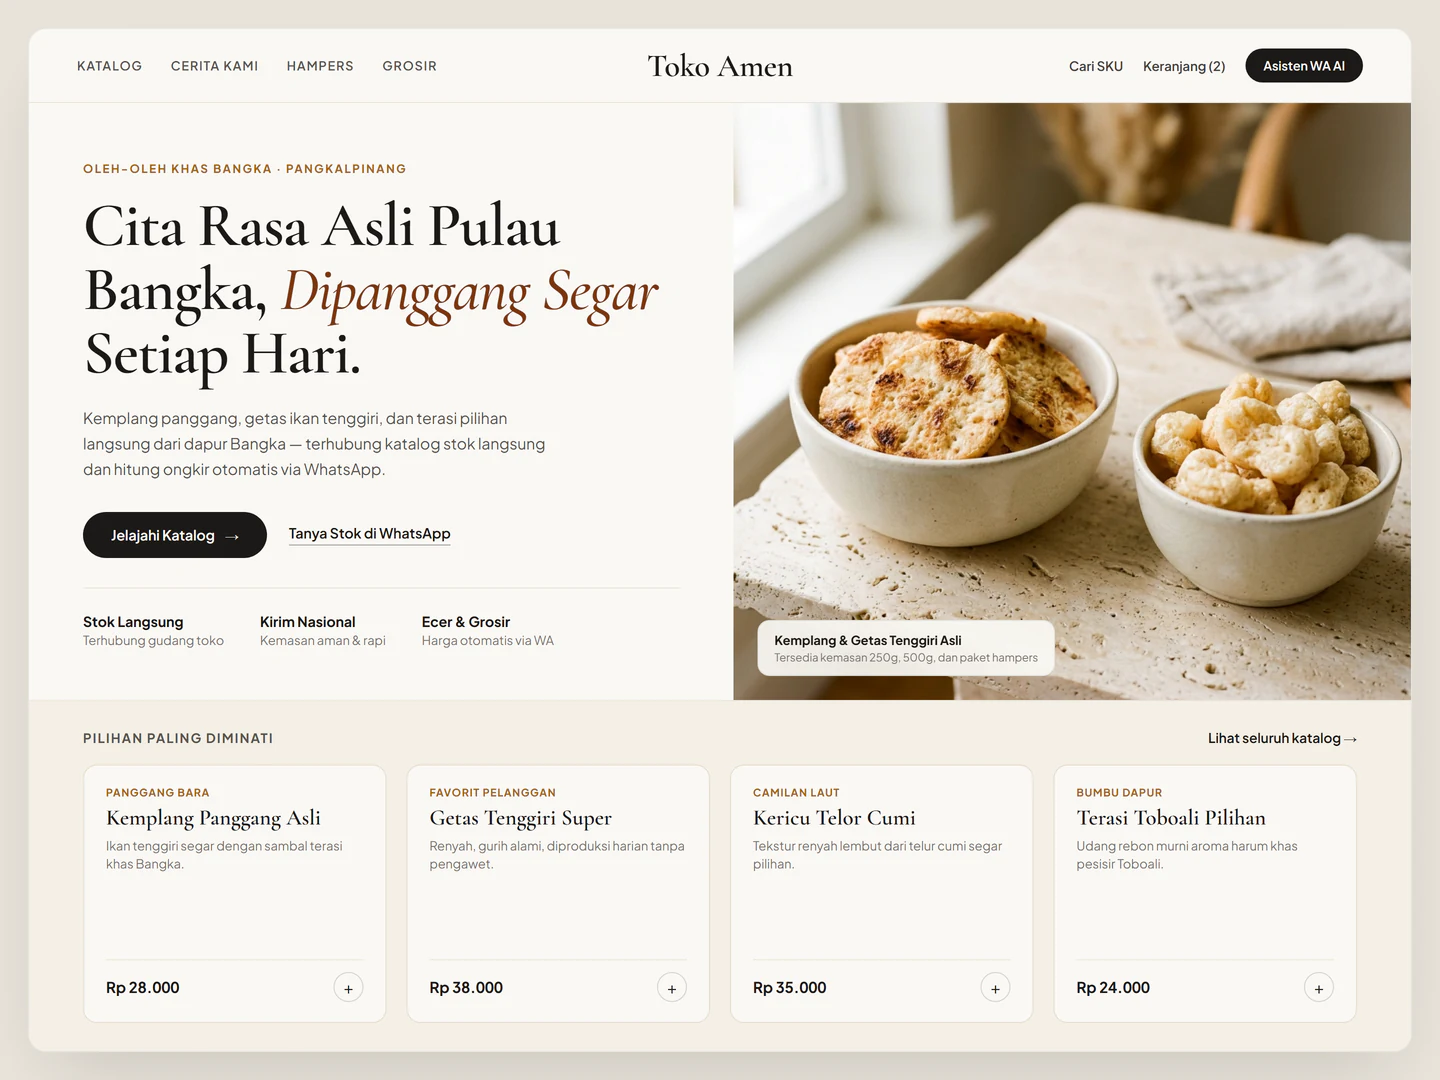 KATALOG
CERITA KAMI
HAMPERS
GROSIR
Toko Amen
Cari SKU
Keranjang (2)
Asisten WA AI
OLEH-OLEH KHAS BANGKA · PANGKALPINANG
Cita Rasa Asli Pulau
Bangka, Dipanggang Segar
Setiap Hari.
Kemplang panggang, getas ikan tenggiri, dan terasi pilihan
langsung dari dapur Bangka — terhubung katalog stok langsung
dan hitung ongkir otomatis via WhatsApp.
Jelajahi Katalog →
Tanya Stok di WhatsApp
Stok Langsung
Terhubung gudang toko
Kirim Nasional
Kemasan aman & rapi
Ecer & Grosir
Harga otomatis via WA
Kemplang & Getas Tenggiri Asli
Tersedia kemasan 250g, 500g, dan paket hampers
PILIHAN PALING DIMINATI
Lihat seluruh katalog →
PANGGANG BARA
Kemplang Panggang Asli
Ikan tenggiri segar dengan sambal terasi
khas Bangka.
Rp 28.000
+
FAVORIT PELANGGAN
Getas Tenggiri Super
Renyah, gurih alami, diproduksi harian tanpa
pengawet.
Rp 38.000
+
CAMILAN LAUT
Kericu Telor Cumi
Tekstur renyah lembut dari telur cumi segar
pilihan.
Rp 35.000
+
BUMBU DAPUR
Terasi Toboali Pilihan
Udang rebon murni aroma harum khas
pesisir Toboali.
Rp 24.000
+